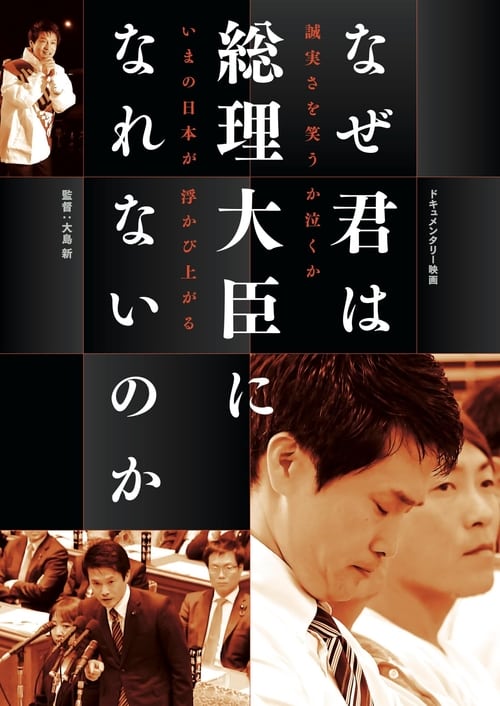 なぜ君は
総理大臣に
なれないのか
誠実さを笑うか泣くか
いまの日本が浮かび上がる
ドキュメンタリー映画
監督：大島 新